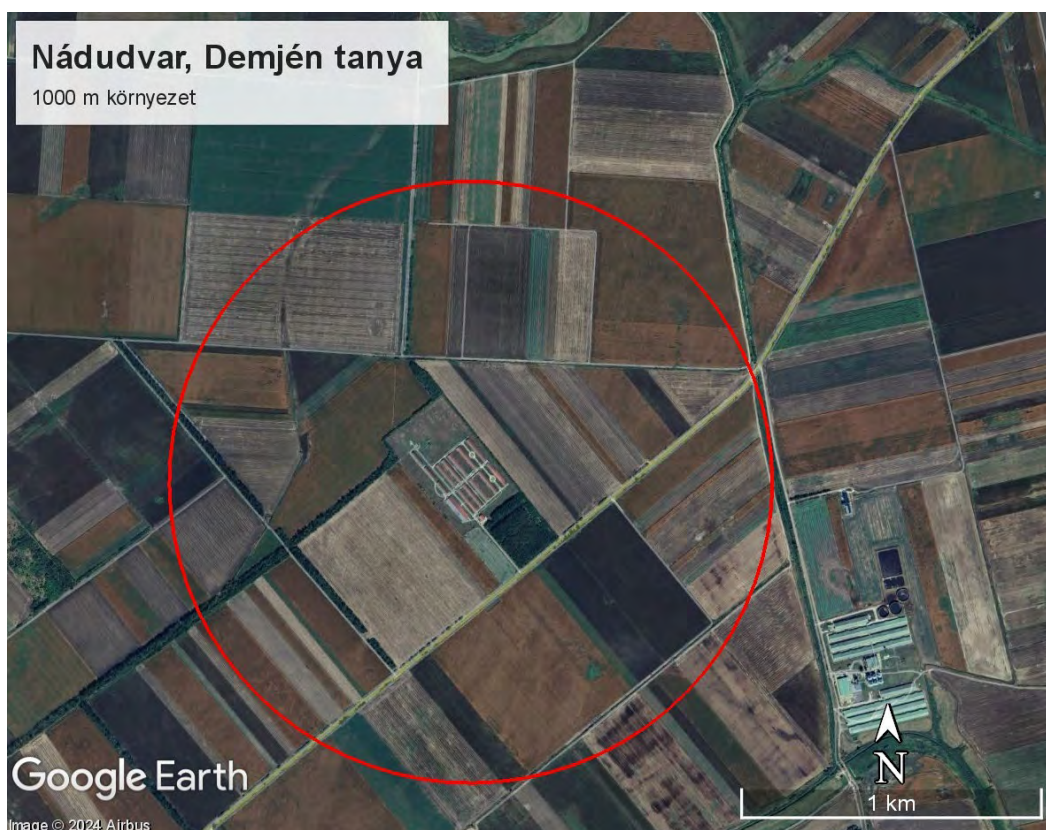 Nádudvar, Demjén tanya
1000 m környezet
N
1 km
Google Earth
Image © 2024 Airbus